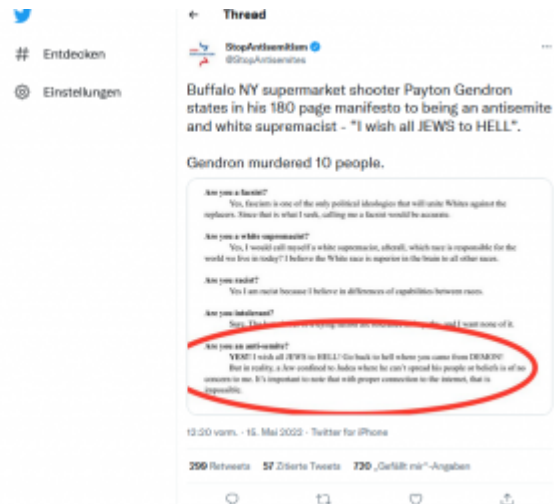 Thread
Entdecken
Einstellungen
StopAntisemitism
@StopAntisemites
Buffalo NY supermarket shooter Payton Gendron
states in his 180 page manifesto to being an antisemite
and white supremacist - "I wish all JEWS to HELL".
Gendron murdered 10 people.
Are you a fascist?
Yes, fascism is one of the only political ideologies that will unite Whites against the
replacers. Since that is what I seek, calling me a fascist would be accurate.
Are you a white supremacist?
Yes, I would call myself a white supremacist, afterall, which race is responsible for the
world we live in today? I believe the White race is superior in the brain to all other races.
Are you racist?
Yes I am racist because I believe in differences of capabilities between races.
Are you intolerant?
Sure. and I want none of it.
Are you an anti-semite?
YES!! I wish all JEWS to HELL! Go back to hell where you came from DEMON!
But in reality, a Jew confined to Judea where he can't spread his people or beliefs is of no
concern to me. It's important to note that with proper connection to the internet, that is
impossible.
12:20 vorm. · 15. Mai 2022 · Twitter for iPhone
299 Retweets 57 Zitierte Tweets 720 „Gefällt mir“-Angaben